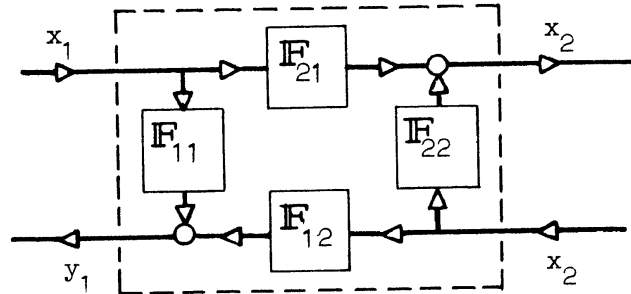 x₁ x₂
F₂₁
F₁₁ F₂₂
F₁₂
y₁ x₂